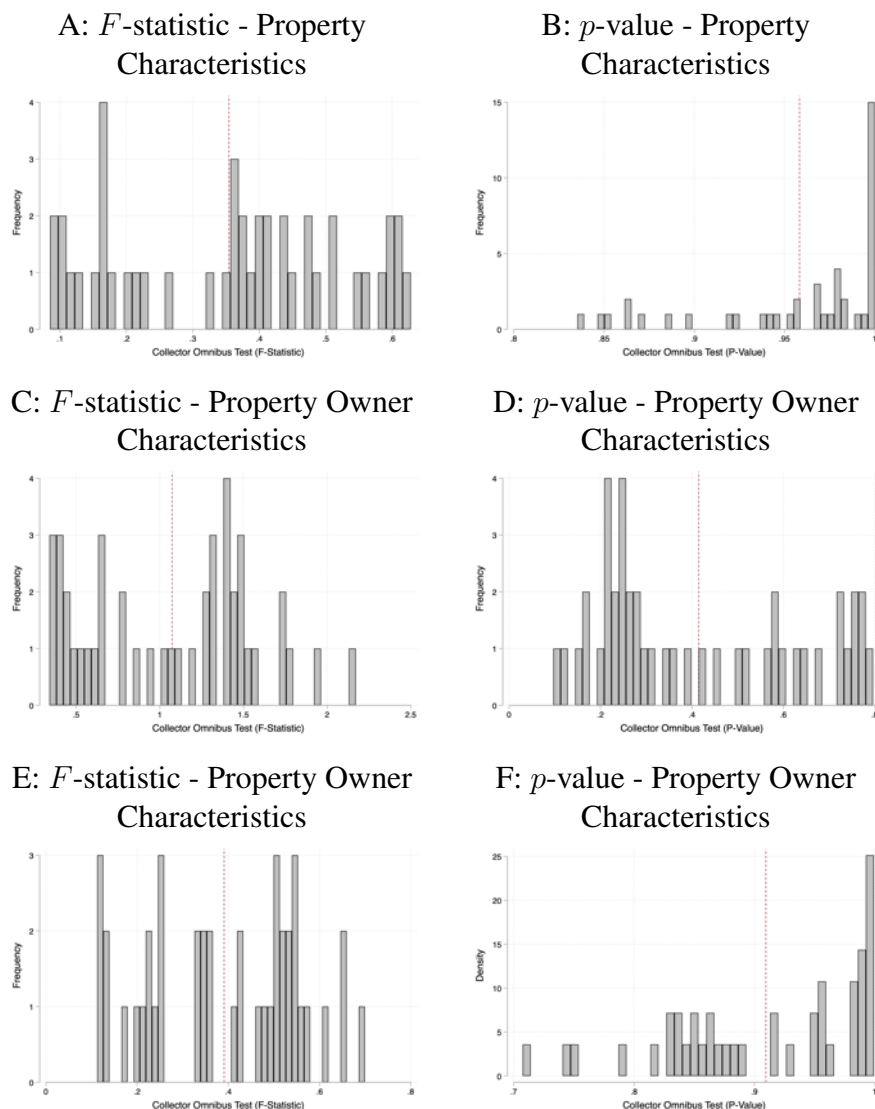 A: F-statistic - Property
Characteristics
B: p-value - Property
Characteristics
4
3
2
1
0
Frequency
.1 .2 .3 .4 .5 .6
Collector Omnibus Test (F-Statistic)
15
10
5
0
Frequency
.8 .85 .9 .95 1
Collector Omnibus Test (P-Value)
C: F-statistic - Property Owner
Characteristics
D: p-value - Property Owner
Characteristics
4
3
2
1
0
Frequency
.5 1 1.5 2 2.5
Collector Omnibus Test (F-Statistic)
4
3
2
1
0
Frequency
0 .2 .4 .6 .8
Collector Omnibus Test (P-Value)
E: F-statistic - Property Owner
Characteristics
F: p-value - Property Owner
Characteristics
3
2
1
0
Frequency
0 .2 .4 .6 .8
Collector Omnibus Test (F-Statistic)
25
20
15
10
5
0
Density
.7 .8 .9 1
Collector Omnibus Test (P-Value)